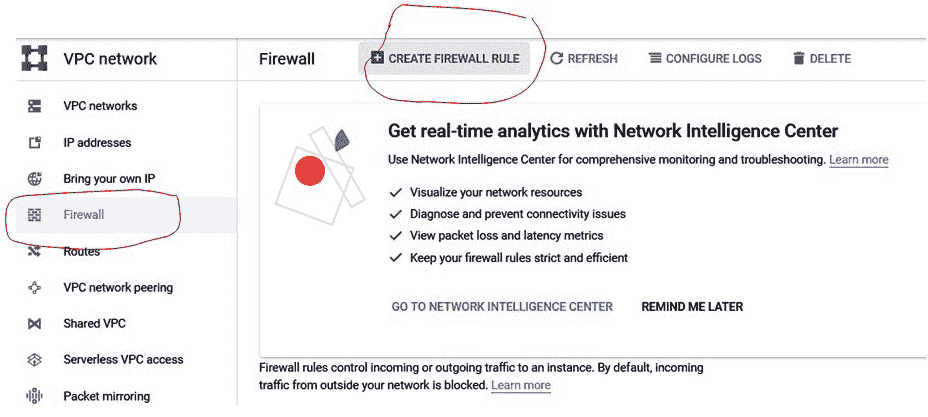 VPC network
Firewall
CREATE FIREWALL RULE
REFRESH
CONFIGURE LOGS
DELETE
VPC networks
IP addresses
Bring your own IP
Firewall
Routes
VPC network peering
Shared VPC
Serverless VPC access
Packet mirroring
Get real-time analytics with Network Intelligence Center
Use Network Intelligence Center for comprehensive monitoring and troubleshooting. Learn more
Visualize your network resources
Diagnose and prevent connectivity issues
View packet loss and latency metrics
Keep your firewall rules strict and efficient
GO TO NETWORK INTELLIGENCE CENTER
REMIND ME LATER
Firewall rules control incoming or outgoing traffic to an instance. By default, incoming
traffic from outside your network is blocked. Learn more